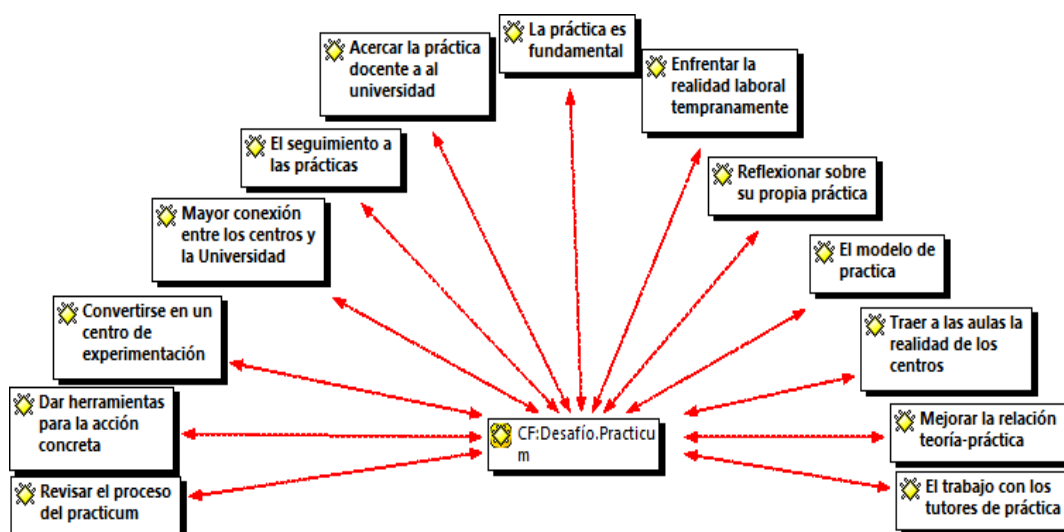 La práctica es
fundamental
Acercar la práctica
docente a al
universidad
Enfrentar la
realidad laboral
tempranamente
El seguimiento a
las prácticas
Reflexionar sobre
su propia práctica
Mayor conexión
entre los centros y
la Universidad
El modelo de
practica
Convertirse en un
centro de
experimentación
Traer a las aulas la
realidad de los
centros
Dar herramientas
para la acción
concreta
CF:Desafío.Practicu
m
Mejorar la relación
teoría-práctica
Revisar el proceso
del practicum
El trabajo con los
tutores de práctica